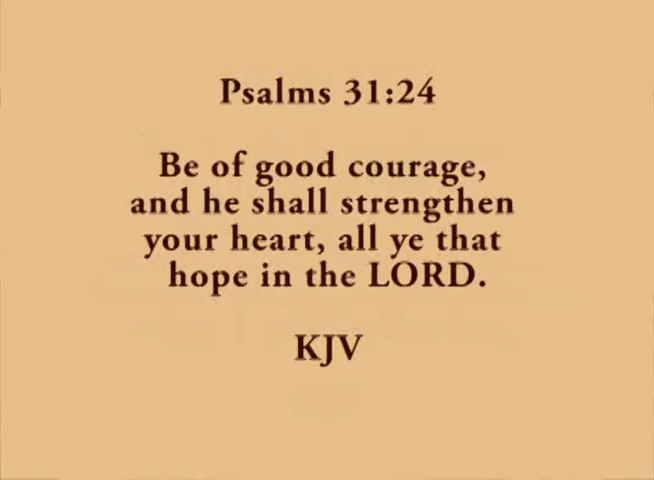 Psalms 31:24
Be of good courage,
and he shall strengthen
your heart, all ye that
hope in the LORD.
KJV